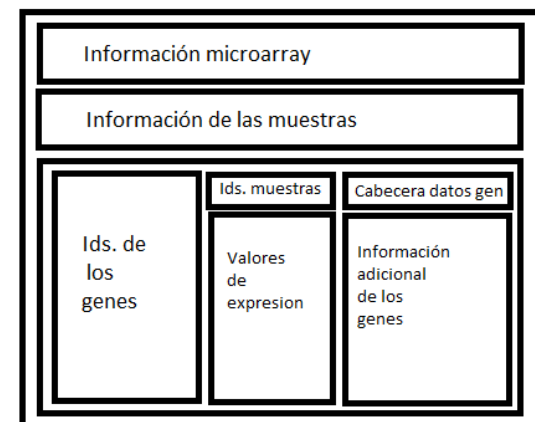 Información microarray
Información de las muestras
Ids. de
los
genes
Ids. muestras
Valores
de
expresion
Cabecera datos gen
Información
adicional
de los
genes